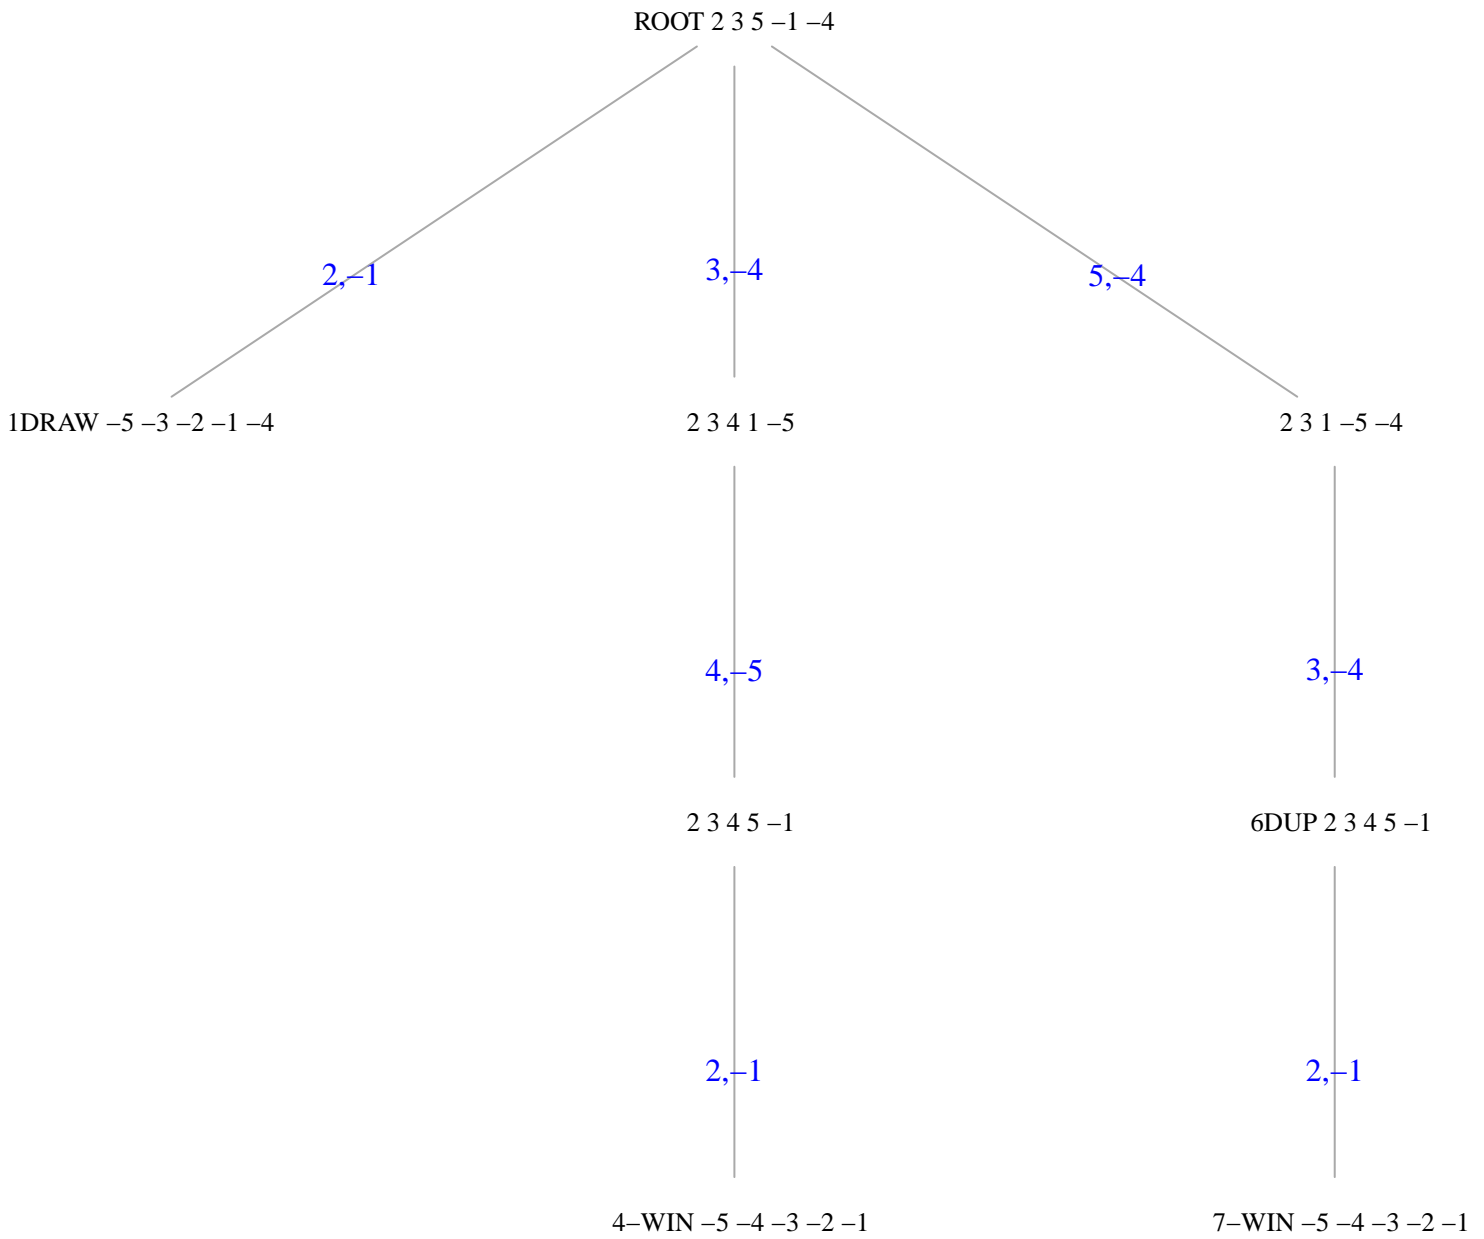 ROOT 2 3 5 –1 –4
2,–1
3,–4
5,–4
1DRAW –5 –3 –2 –1 –4
2 3 4 1 –5
2 3 1 –5 –4
4,–5
3,–4
2 3 4 5 –1
6DUP 2 3 4 5 –1
2,–1
2,–1
4–WIN –5 –4 –3 –2 –1
7–WIN –5 –4 –3 –2 –1